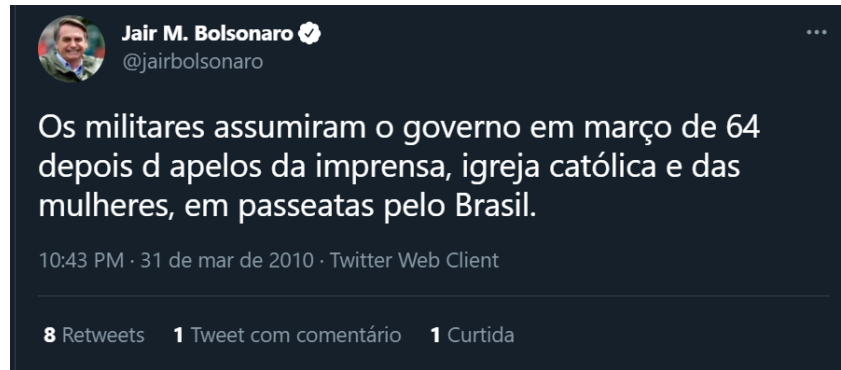 Jair M. Bolsonaro
@jairbolsonaro
Os militares assumiram o governo em março de 64
depois d apelos da imprensa, igreja católica e das
mulheres, em passeatas pelo Brasil.
10:43 PM · 31 de mar de 2010 · Twitter Web Client
8 Retweets 1 Tweet com comentário 1 Curtida